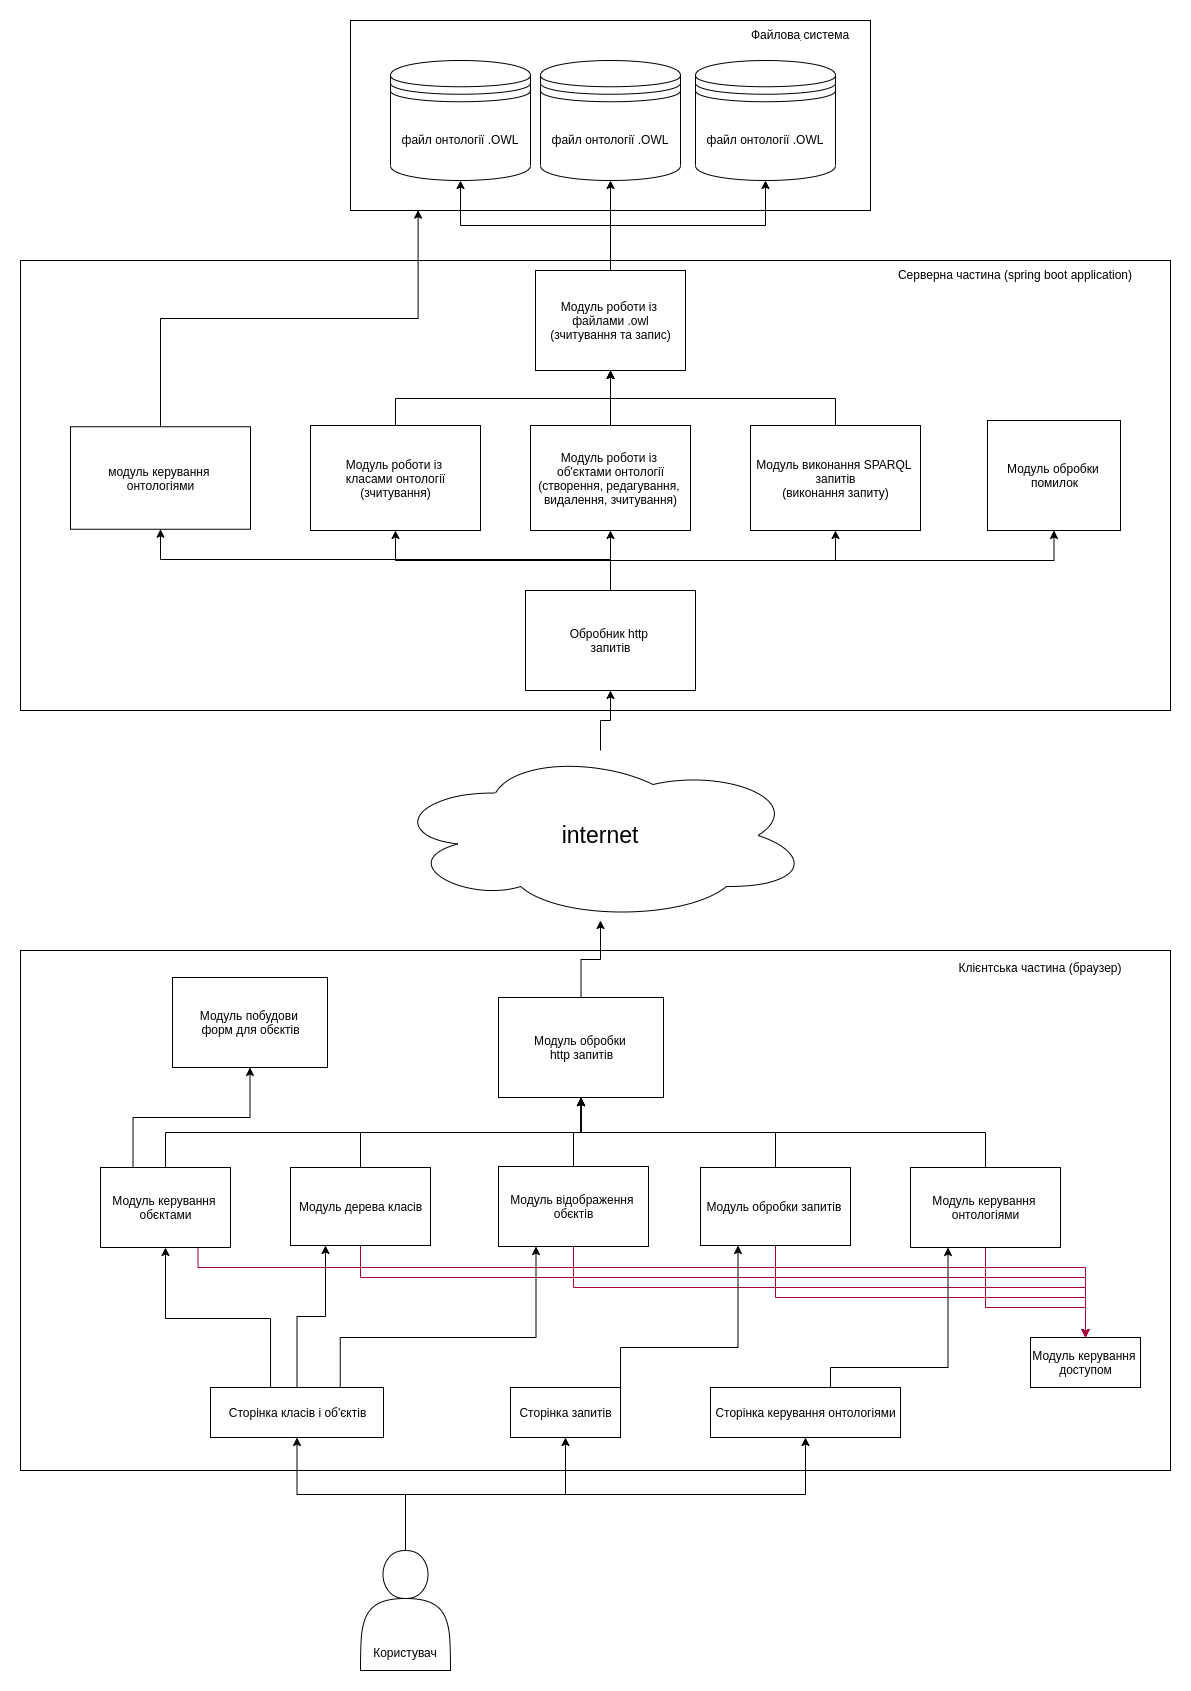 Файлова система
файл онтології .OWL
файл онтології .OWL
файл онтології .OWL
Серверна частина (spring boot application)
Модуль роботи із
файлами .owl
(зчитування та запис)
модуль керування
онтологіями
Модуль роботи із
класами онтології
(зчитування)
Модуль роботи із
об'єктами онтології
(створення, редагування,
видалення, зчитування)
Модуль виконання SPARQL
запитів
(виконання запиту)
Модуль обробки
помилок
Обробник http
запитів
internet
Клієнтська частина (браузер)
Модуль побудови
форм для обєктів
Модуль обробки
http запитів
Модуль керування
обєктами
Модуль дерева класів
Модуль відображення
обєктів
Модуль обробки запитів
Модуль керування
онтологіями
Модуль керування
доступом
Сторінка класів і об'єктів
Сторінка запитів
Сторінка керування онтологіями
Користувач